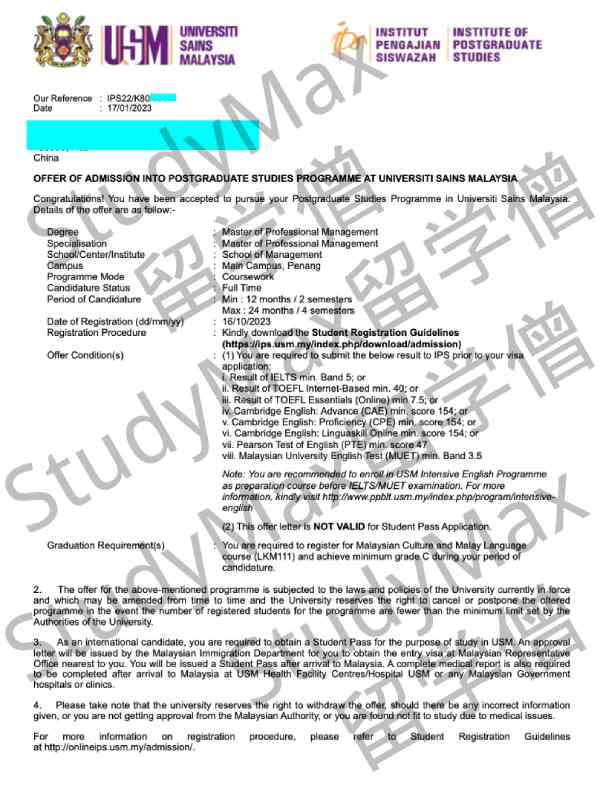 USM
UNIVERSITI
SAINS
MALAYSIA
ips
INSTITUT
PENGAJIAN
SISWAZAH
INSTITUTE OF
POSTGRADUATE
STUDIES
Our Reference : IPS22/K80
Date : 17/01/2023
China
OFFER OF ADMISSION INTO POSTGRADUATE STUDIES PROGRAMME AT UNIVERSITI SAINS MALAYSIA
Congratulations! You have been accepted to pursue your Postgraduate Studies Programme in Universiti Sains Malaysia.
Details of the offer are as follow:-
Degree : Master of Professional Management
Specialisation : Master of Professional Management
School/Center/Institute : School of Management
Campus : Main Campus, Penang
Programme Mode : Coursework
Candidature Status : Full Time
Period of Candidature : Min : 12 months / 2 semesters
Max : 24 months / 4 semesters
Date of Registration (dd/mm/yy) : 16/10/2023
Registration Procedure : Kindly download the Student Registration Guidelines
(https://ips.usm.my/index.php/download/admission)
Offer Condition(s) : (1) You are required to submit the below result to IPS prior to your visa
application:
i. Result of IELTS min. Band 5; or
ii. Result of TOEFL Internet-Based min. 40; or
iii. Result of TOEFL Essentials (Online) min 7.5; or
iv. Cambridge English: Advance (CAE) min. score 154; or
v. Cambridge English: Proficiency (CPE) min. score 154; or
vi. Cambridge English: Linguaskill Online min. score 154; or
vii. Pearson Test of English (PTE) min. score 47
viii. Malaysian University English Test (MUET) min. Band 3.5
Note: You are recommended to enroll in USM Intensive English Programme
as preparation course before IELTS/MUET examination. For more
information, kindly visit http://www.ppblt.usm.my/index.php/program/intensive-
english
(2) This offer letter is NOT VALID for Student Pass Application.
Graduation Requirement(s) : You are required to register for Malaysian Culture and Malay Language
course (LKM111) and achieve minimum grade C during your period of
candidature.
2. The offer for the above-mentioned programme is subjected to the laws and policies of the University currently in force
and which may be amended from time to time and the University reserves the right to cancel or postpone the offered
programme in the event the number of registered students for the programme are fewer than the minimum limit set by the
Authorities of the University.
3. As an international candidate, you are required to obtain a Student Pass for the purpose of study in USM. An approval
letter will be issued by the Malaysian Immigration Department for you to obtain the entry visa at Malaysian Representative
Office nearest to you. You will be issued a Student Pass after arrival to Malaysia. A complete medical report is also required
to be completed after arrival to Malaysia at USM Health Facility Centres/Hospital USM or any Malaysian Government
hospitals or clinics.
4. Please take note that the university reserves the right to withdraw the offer, should there be any incorrect information
given, or you are not getting approval from the Malaysian Authority, or you are found not fit to study due to medical issues.
For more information on registration procedure, please refer to Student Registration Guidelines
at http://onlineips.usm.my/admission/.
StudyMax 留学僧
StudyMax 留学僧
StudyMax 留学僧
StudyMax 留学僧